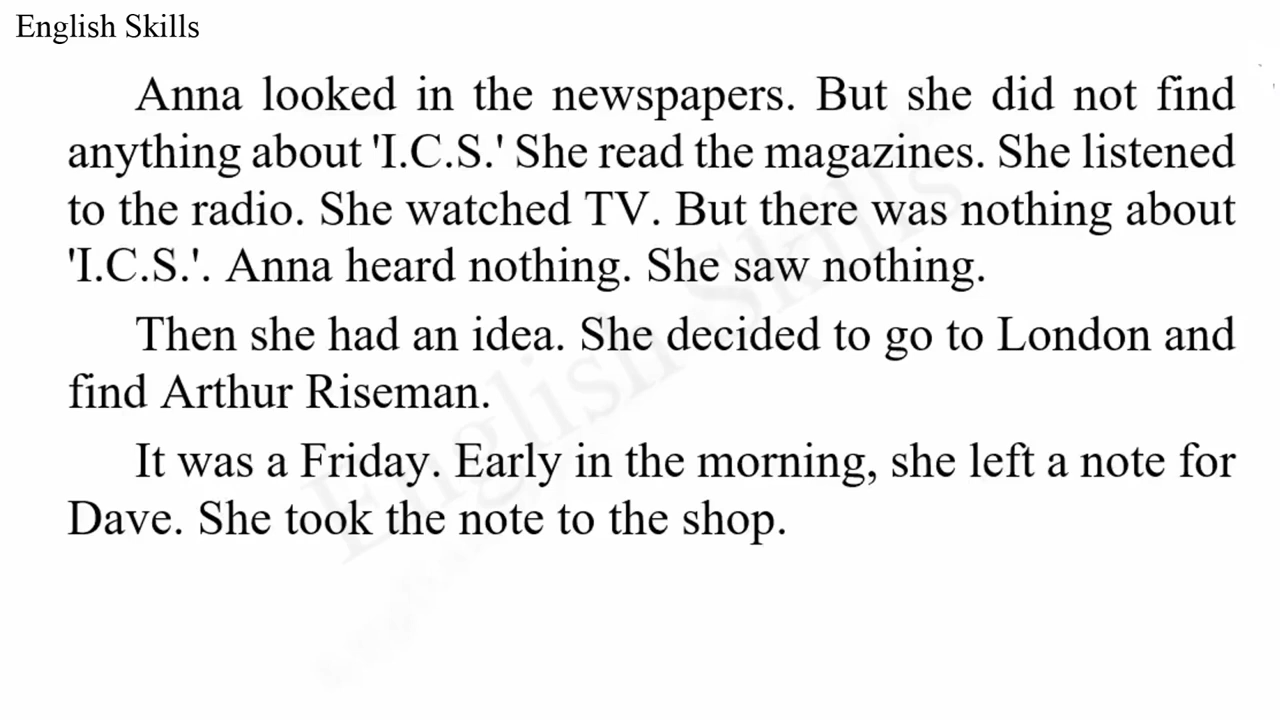 English Skills
Anna looked in the newspapers. But she did not find
anything about 'I.C.S.' She read the magazines. She listened
to the radio. She watched TV. But there was nothing about
'I.C.S.'. Anna heard nothing. She saw nothing.
Then she had an idea. She decided to go to London and
find Arthur Riseman.
It was a Friday. Early in the morning, she left a note for
Dave. She took the note to the shop.
English Skills